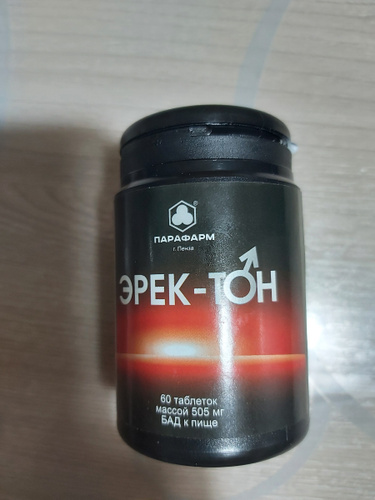 ПАРАФАРМ
г. Пенза
ЭРЕК-ТОН
60 таблеток
массой 505 мг
БАД к пище